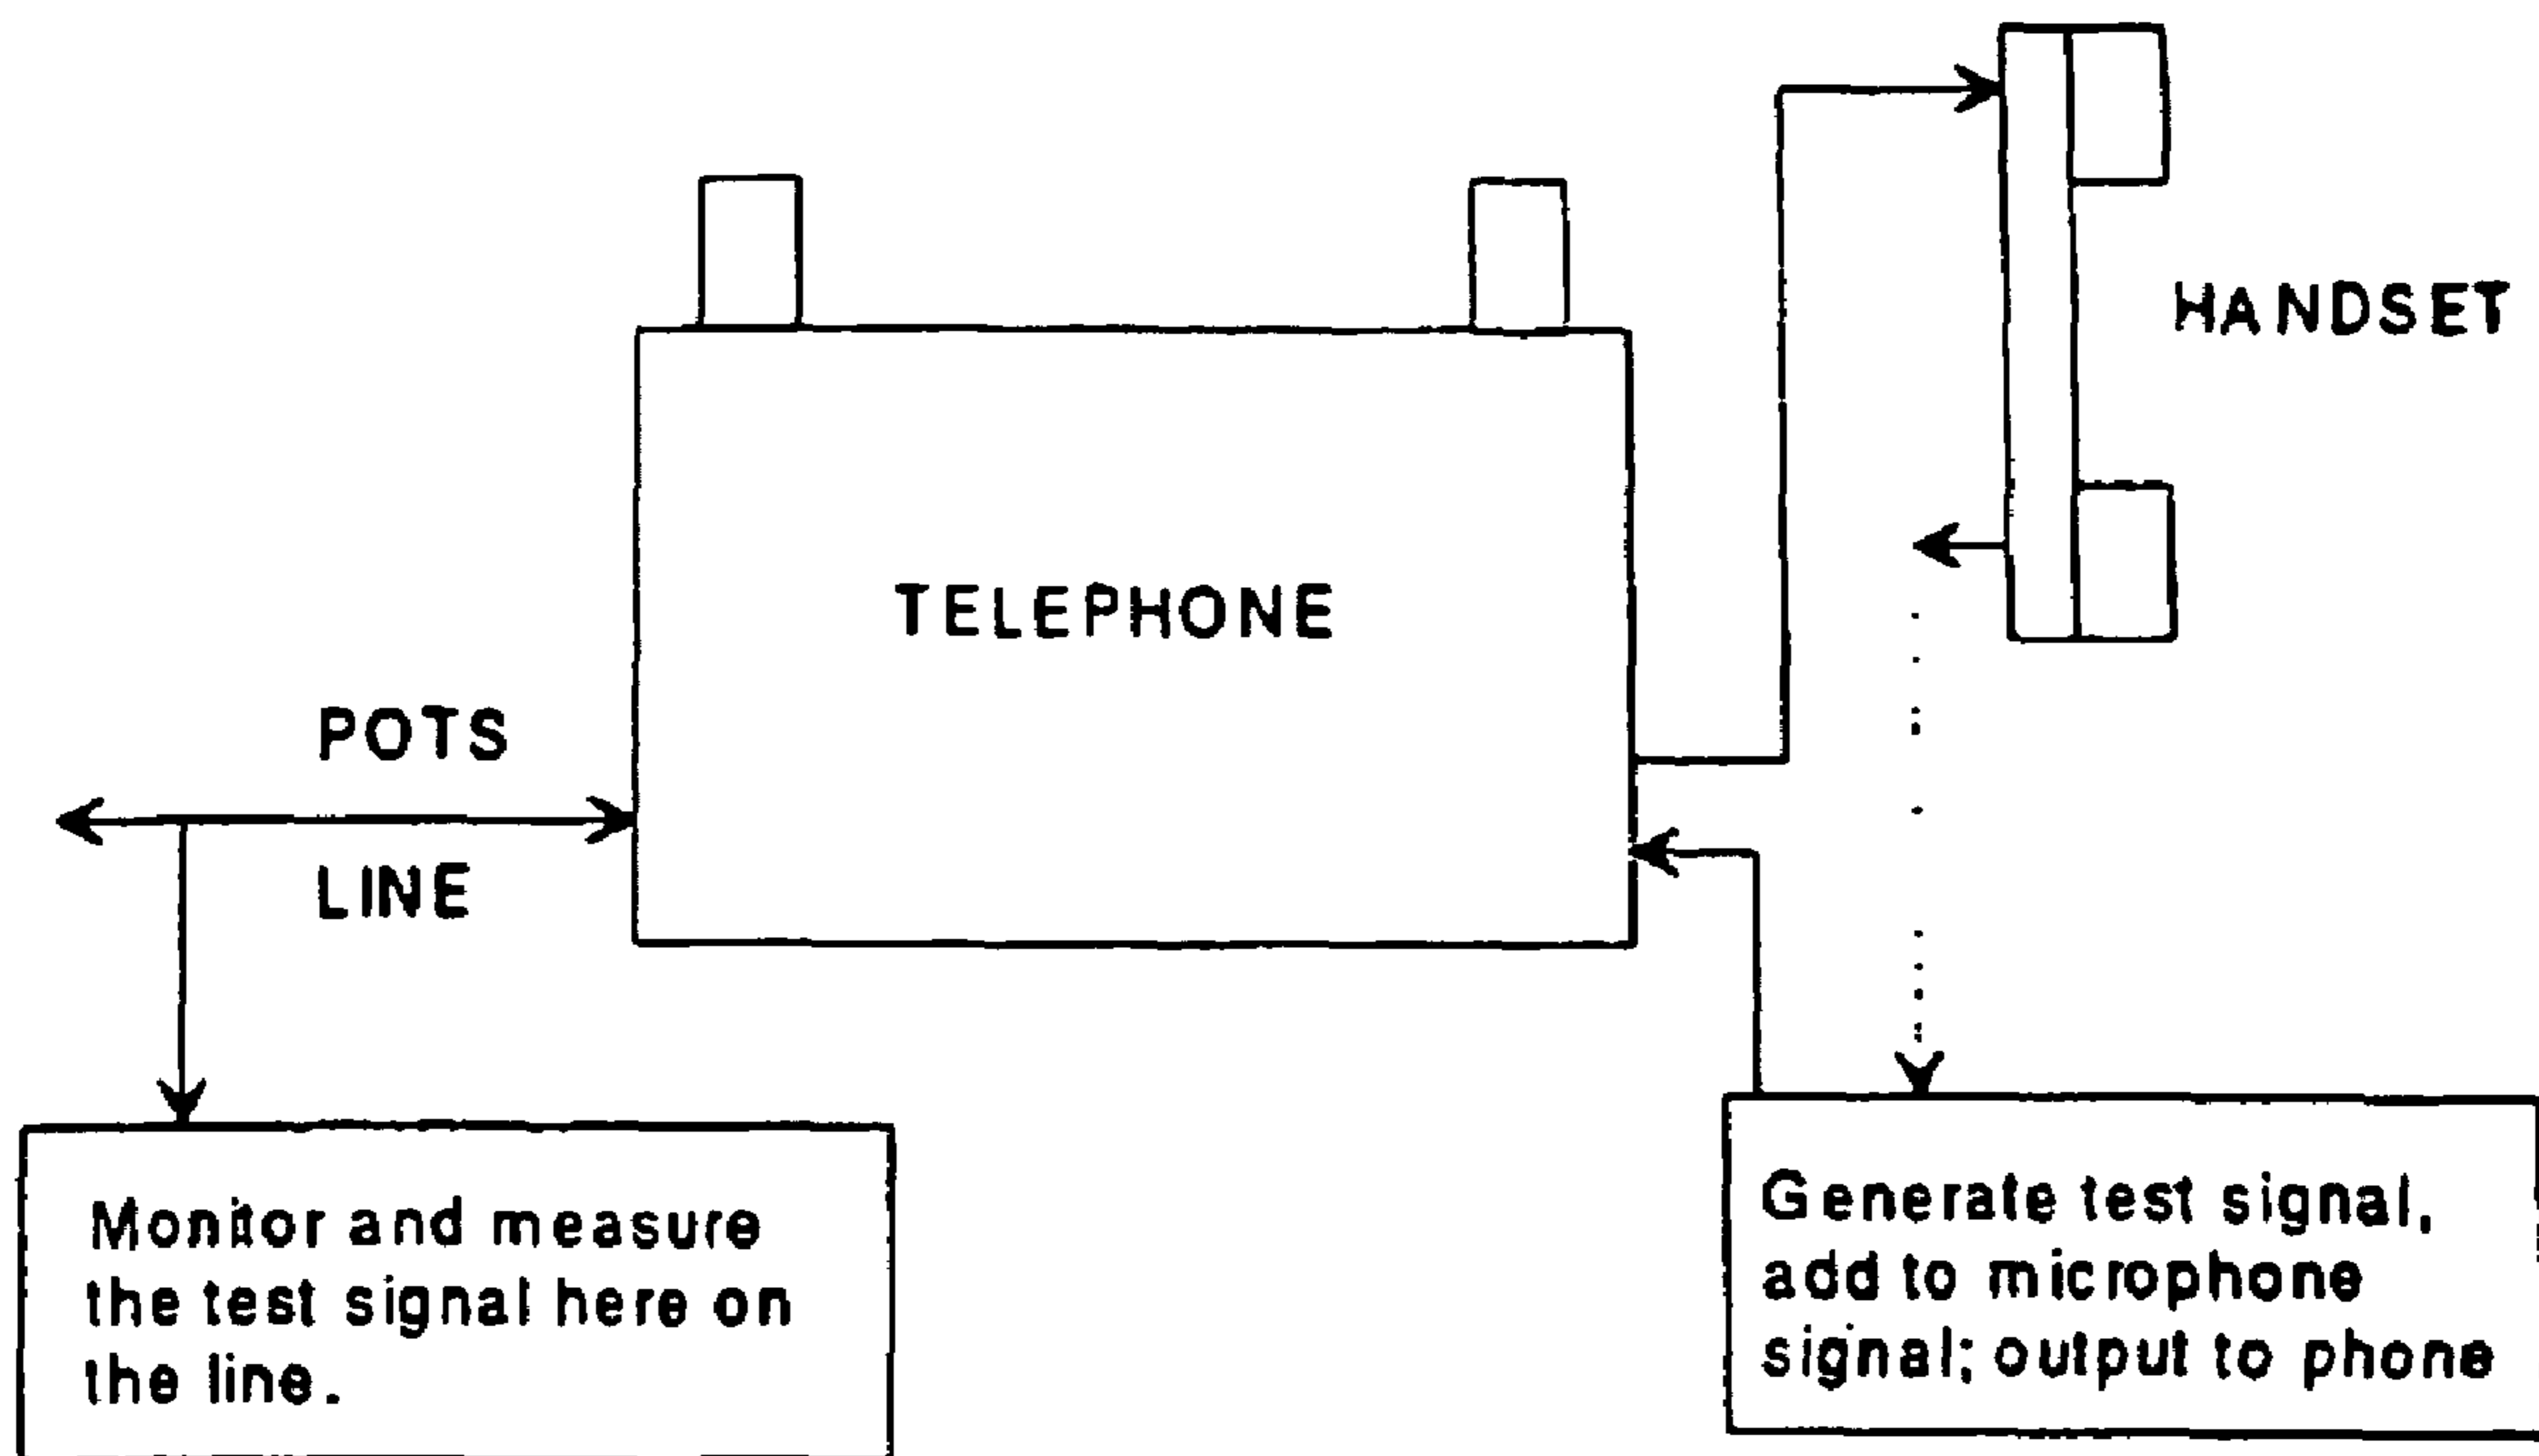 HANDSET
TELEPHONE
POTS
LINE
Monitor and measure
the test signal here on
the line.
Generate test signal,
add to microphone
signal; output to phone